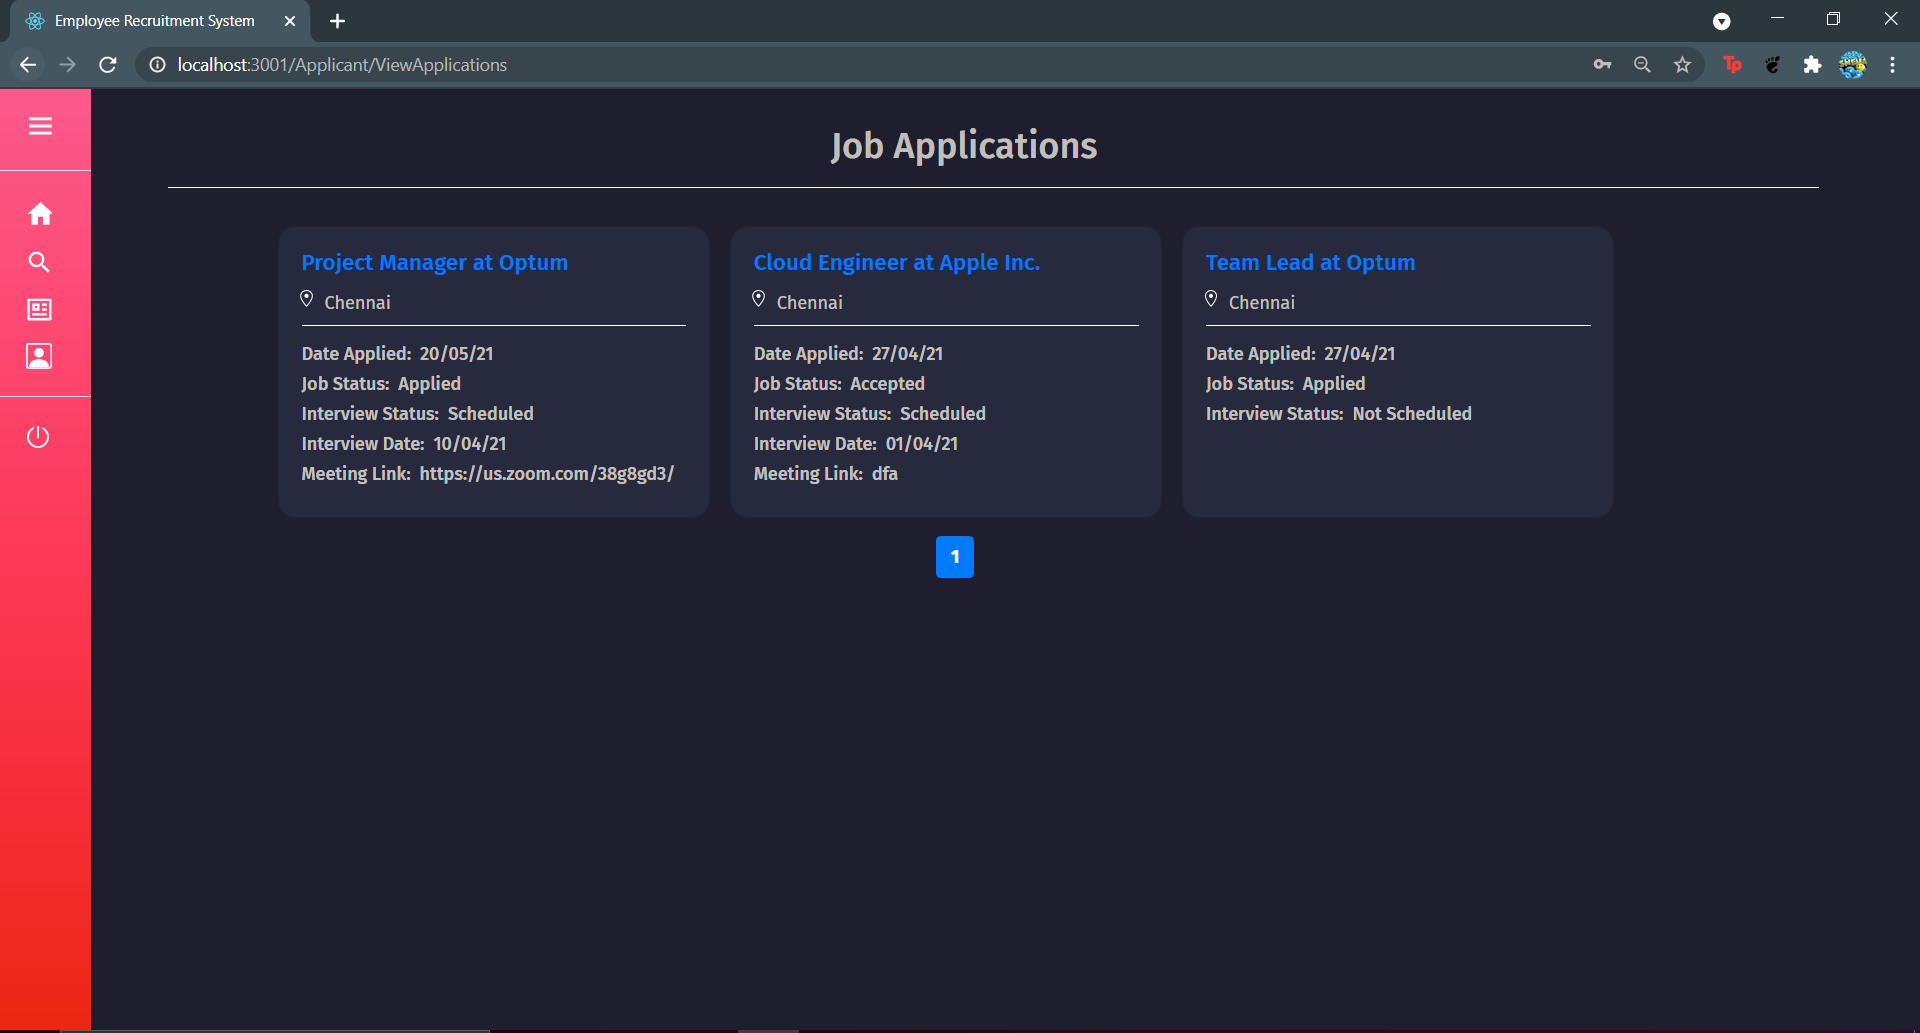 Employee Recruitment System
localhost:3001/Applicant/ViewApplications
Tp
Job Applications
Project Manager at Optum
Chennai
Date Applied: 20/05/21
Job Status: Applied
Interview Status: Scheduled
Interview Date: 10/04/21
Meeting Link: https://us.zoom.com/38g8gd3/
Cloud Engineer at Apple Inc.
Chennai
Date Applied: 27/04/21
Job Status: Accepted
Interview Status: Scheduled
Interview Date: 01/04/21
Meeting Link: dfa
Team Lead at Optum
Chennai
Date Applied: 27/04/21
Job Status: Applied
Interview Status: Not Scheduled
1